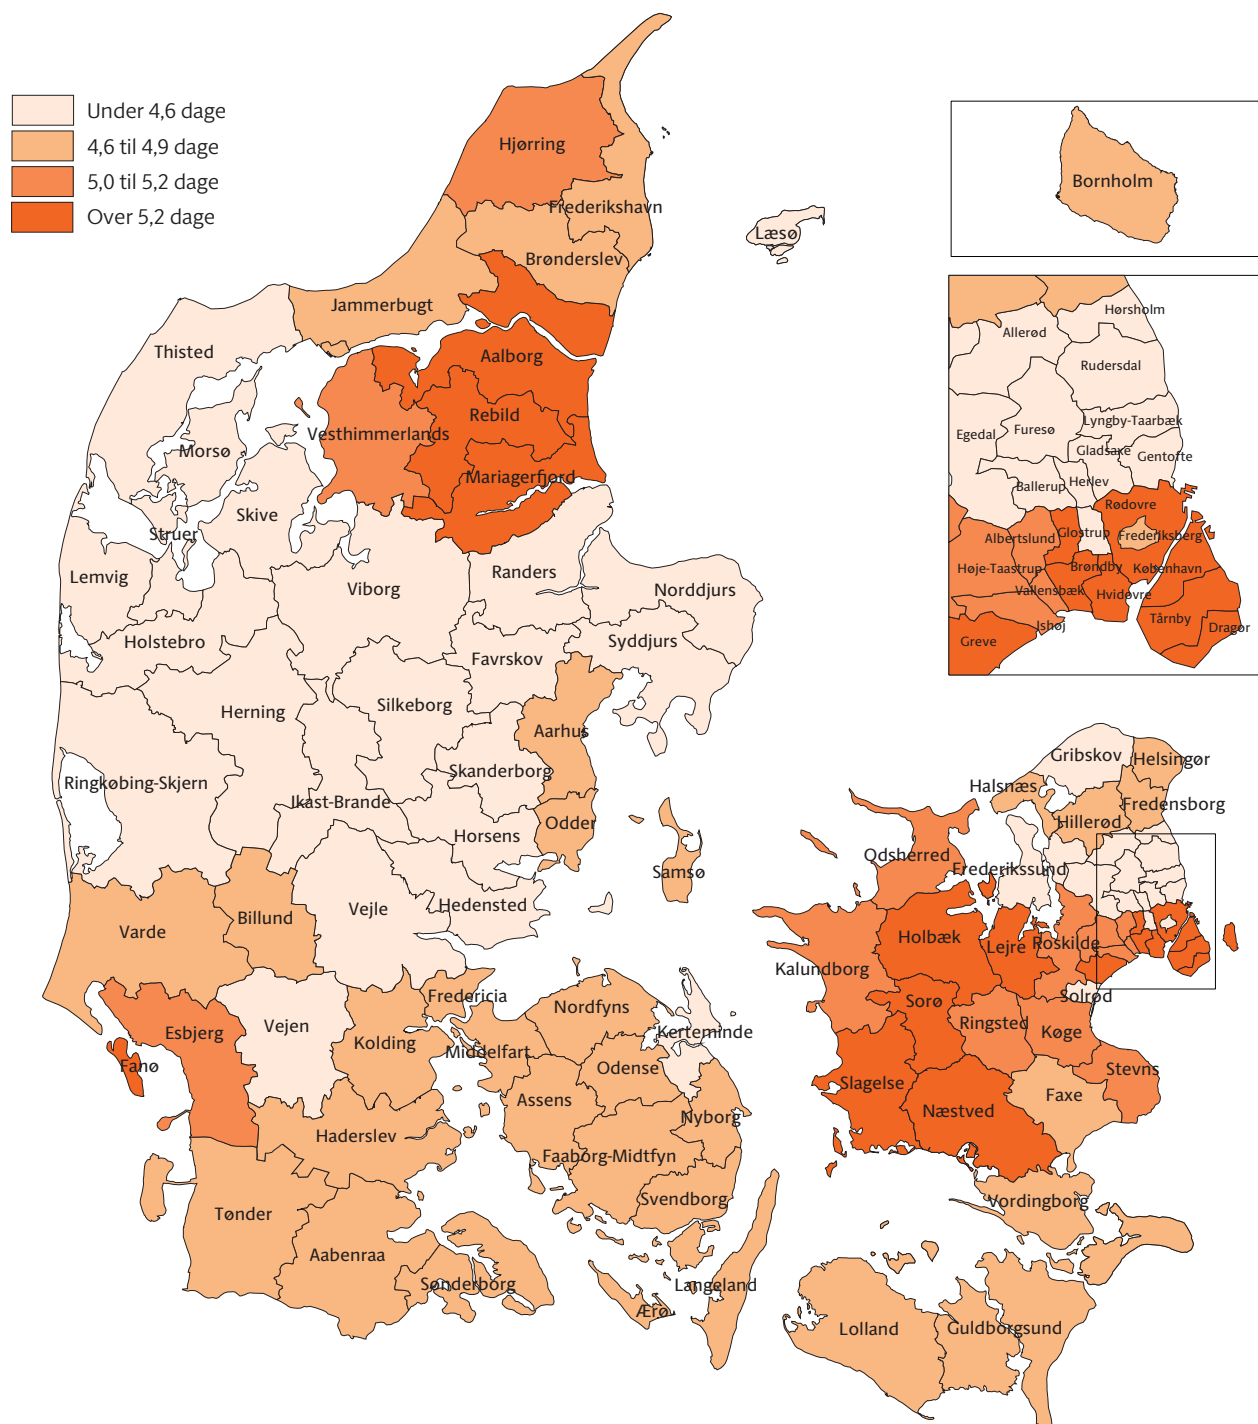 Under 4,6 dage
4,6 til 4,9 dage
5,0 til 5,2 dage
Over 5,2 dage
Hjørring
Frederikshavn
Læsø
Brønderslev
Jammerbugt
Thisted
Aalborg
Rebild
Vesthimmerlands
Morsø
Mariagerfjord
Skive
Struer
Lemvig
Viborg
Randers
Norddjurs
Holstebro
Favrskov
Syddjurs
Herning
Silkeborg
Aarhus
Ringkøbing-Skjern
Skanderborg
Ikast-Brande
Horsens
Odder
Samsø
Hedensted
Vejle
Billund
Varde
Fredericia
Nordfyns
Vejen
Esbjerg
Kolding
Middelfart
Kerteminde
Fanø
Odense
Assens
Nyborg
Haderslev
Faaborg-Midtfyn
Svendborg
Tønder
Aabenraa
Sønderborg
Langeland
Ærø
Bornholm
Hørsholm
Allerød
Rudersdal
Lyngby-Taarbæk
Furesø
Egedal
Gladsaxe
Gentofte
Herlev
Ballerup
Rødovre
Glostrup
Frederiksberg
Albertslund
Brøndby
København
Høje-Taastrup
Vallensbæk
Hvidovre
Tårnby
Ishøj
Dragør
Greve
Gribskov
Helsingør
Halsnæs
Fredensborg
Hillerød
Odsherred
Frederikssund
Holbæk
Lejre
Roskilde
Kalundborg
Solrød
Sorø
Ringsted
Køge
Stevns
Slagelse
Faxe
Næstved
Vordingborg
Lolland
Guldborgsund